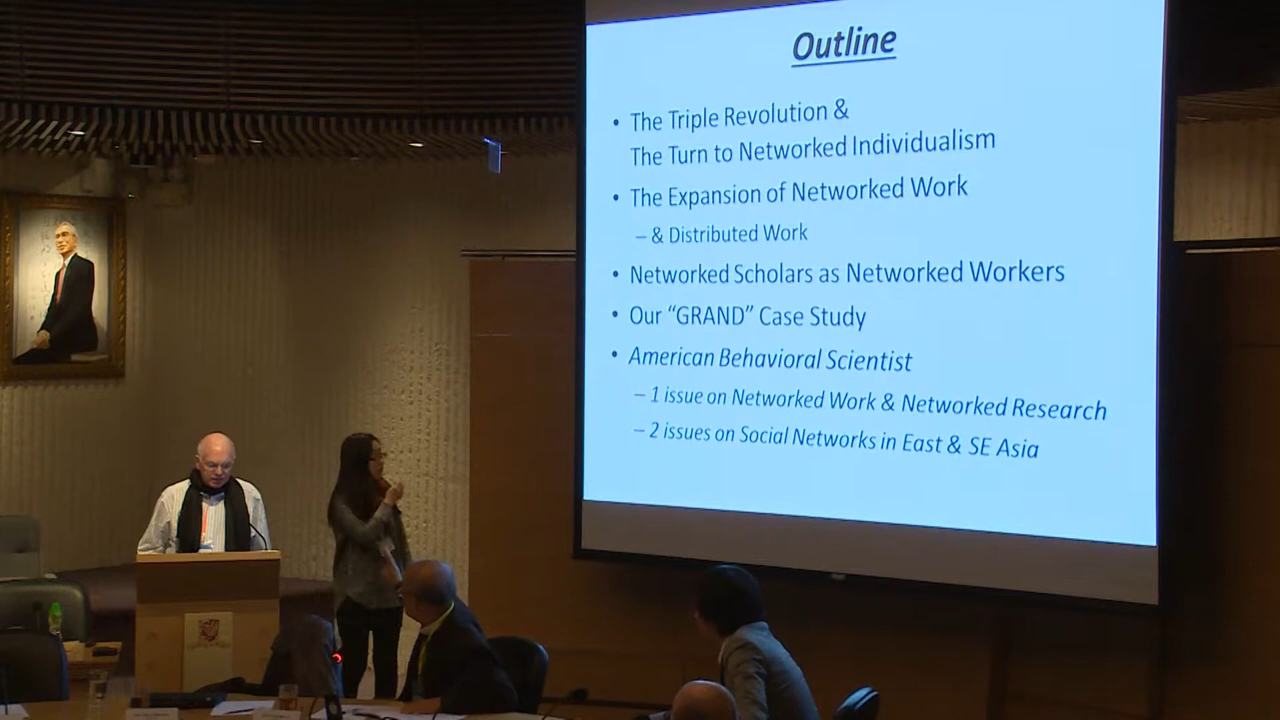 Outline
• The Triple Revolution &
The Turn to Networked Individualism
• The Expansion of Networked Work
– & Distributed Work
• Networked Scholars as Networked Workers
• Our “GRAND” Case Study
• American Behavioral Scientist
– 1 issue on Networked Work & Networked Research
– 2 issues on Social Networks in East & SE Asia